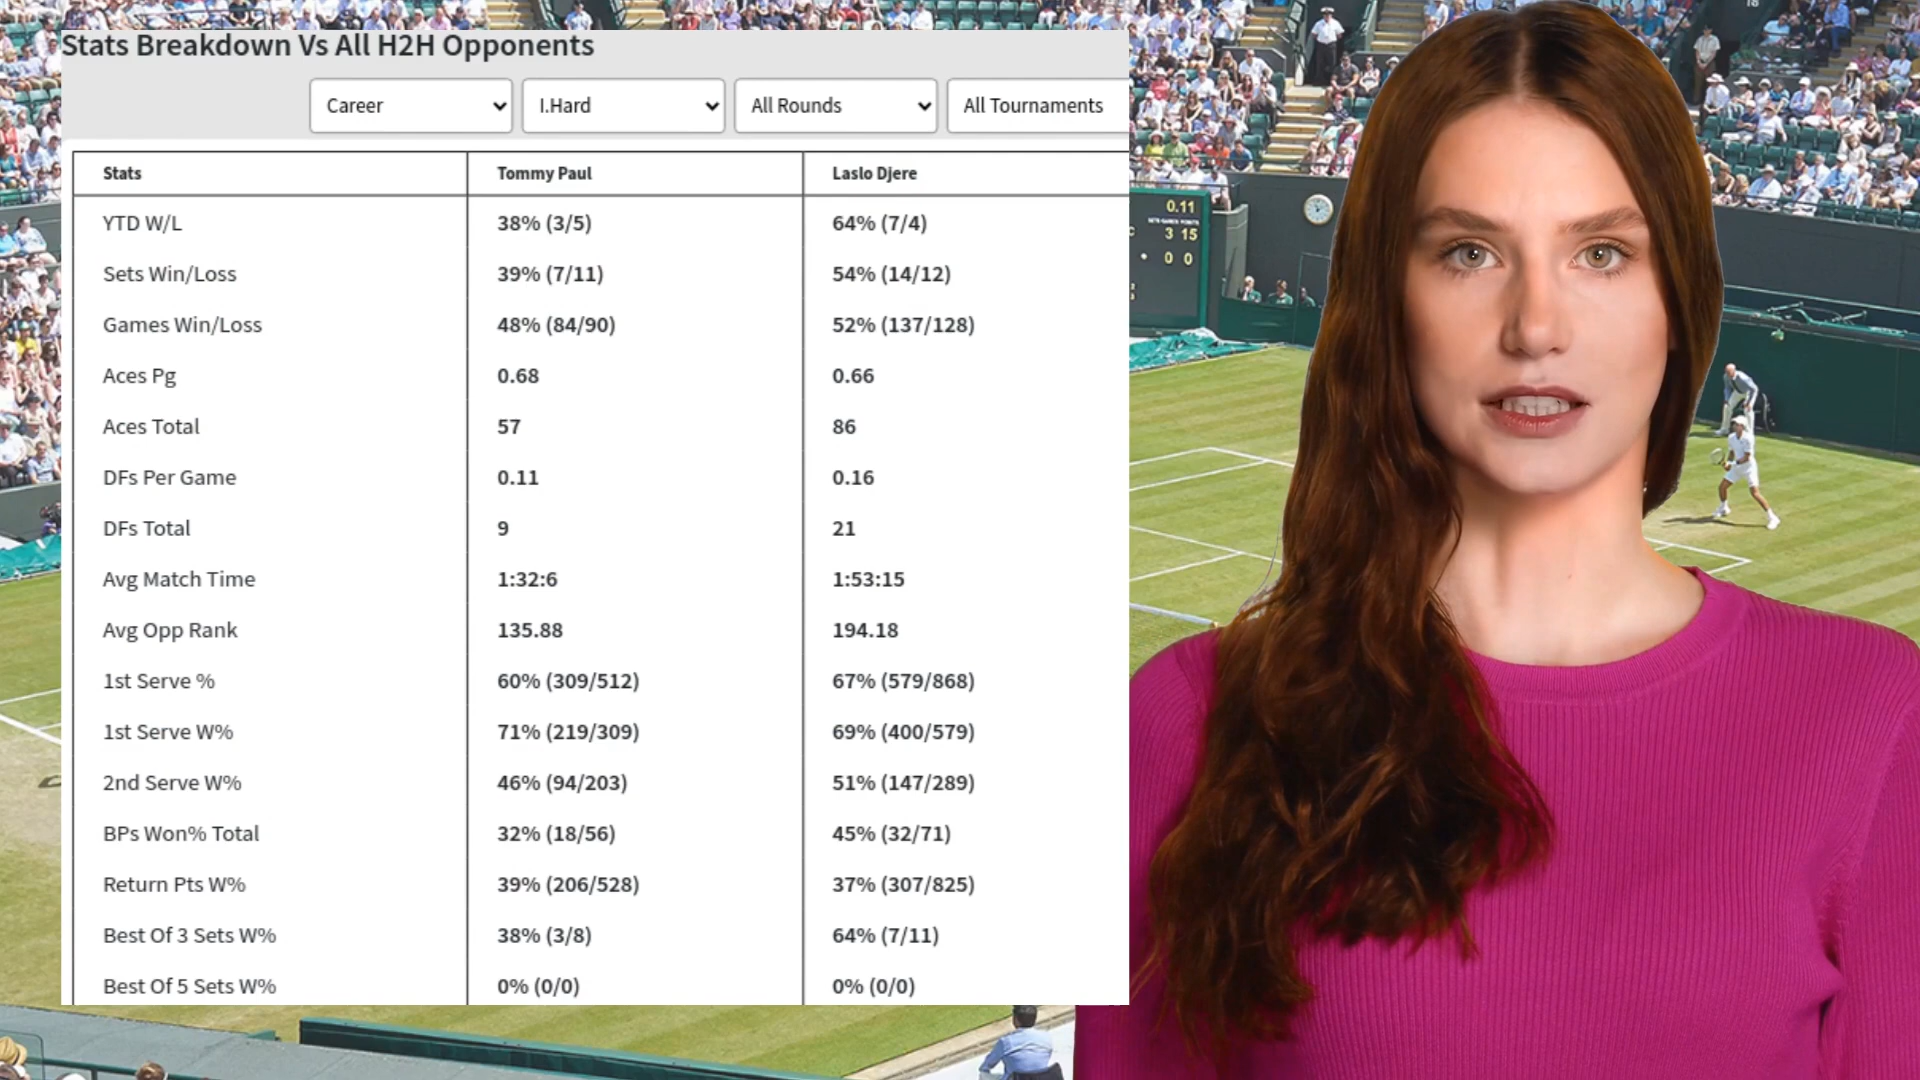 Stats Breakdown Vs All H2H Opponents
Career I.Hard All Rounds All Tournaments
Stats Tommy Paul Laslo Djere
YTD W/L 38% (3/5) 64% (7/4)
Sets Win/Loss 39% (7/11) 54% (14/12)
Games Win/Loss 48% (84/90) 52% (137/128)
Aces Pg 0.68 0.66
Aces Total 57 86
DFs Per Game 0.11 0.16
DFs Total 9 21
Avg Match Time 1:32:6 1:53:15
Avg Opp Rank 135.88 194.18
1st Serve % 60% (309/512) 67% (579/868)
1st Serve W% 71% (219/309) 69% (400/579)
2nd Serve W% 46% (94/203) 51% (147/289)
BPs Won% Total 32% (18/56) 45% (32/71)
Return Pts W% 39% (206/528) 37% (307/825)
Best Of 3 Sets W% 38% (3/8) 64% (7/11)
Best Of 5 Sets W% 0% (0/0) 0% (0/0)
18
0.11
3 15
0 0